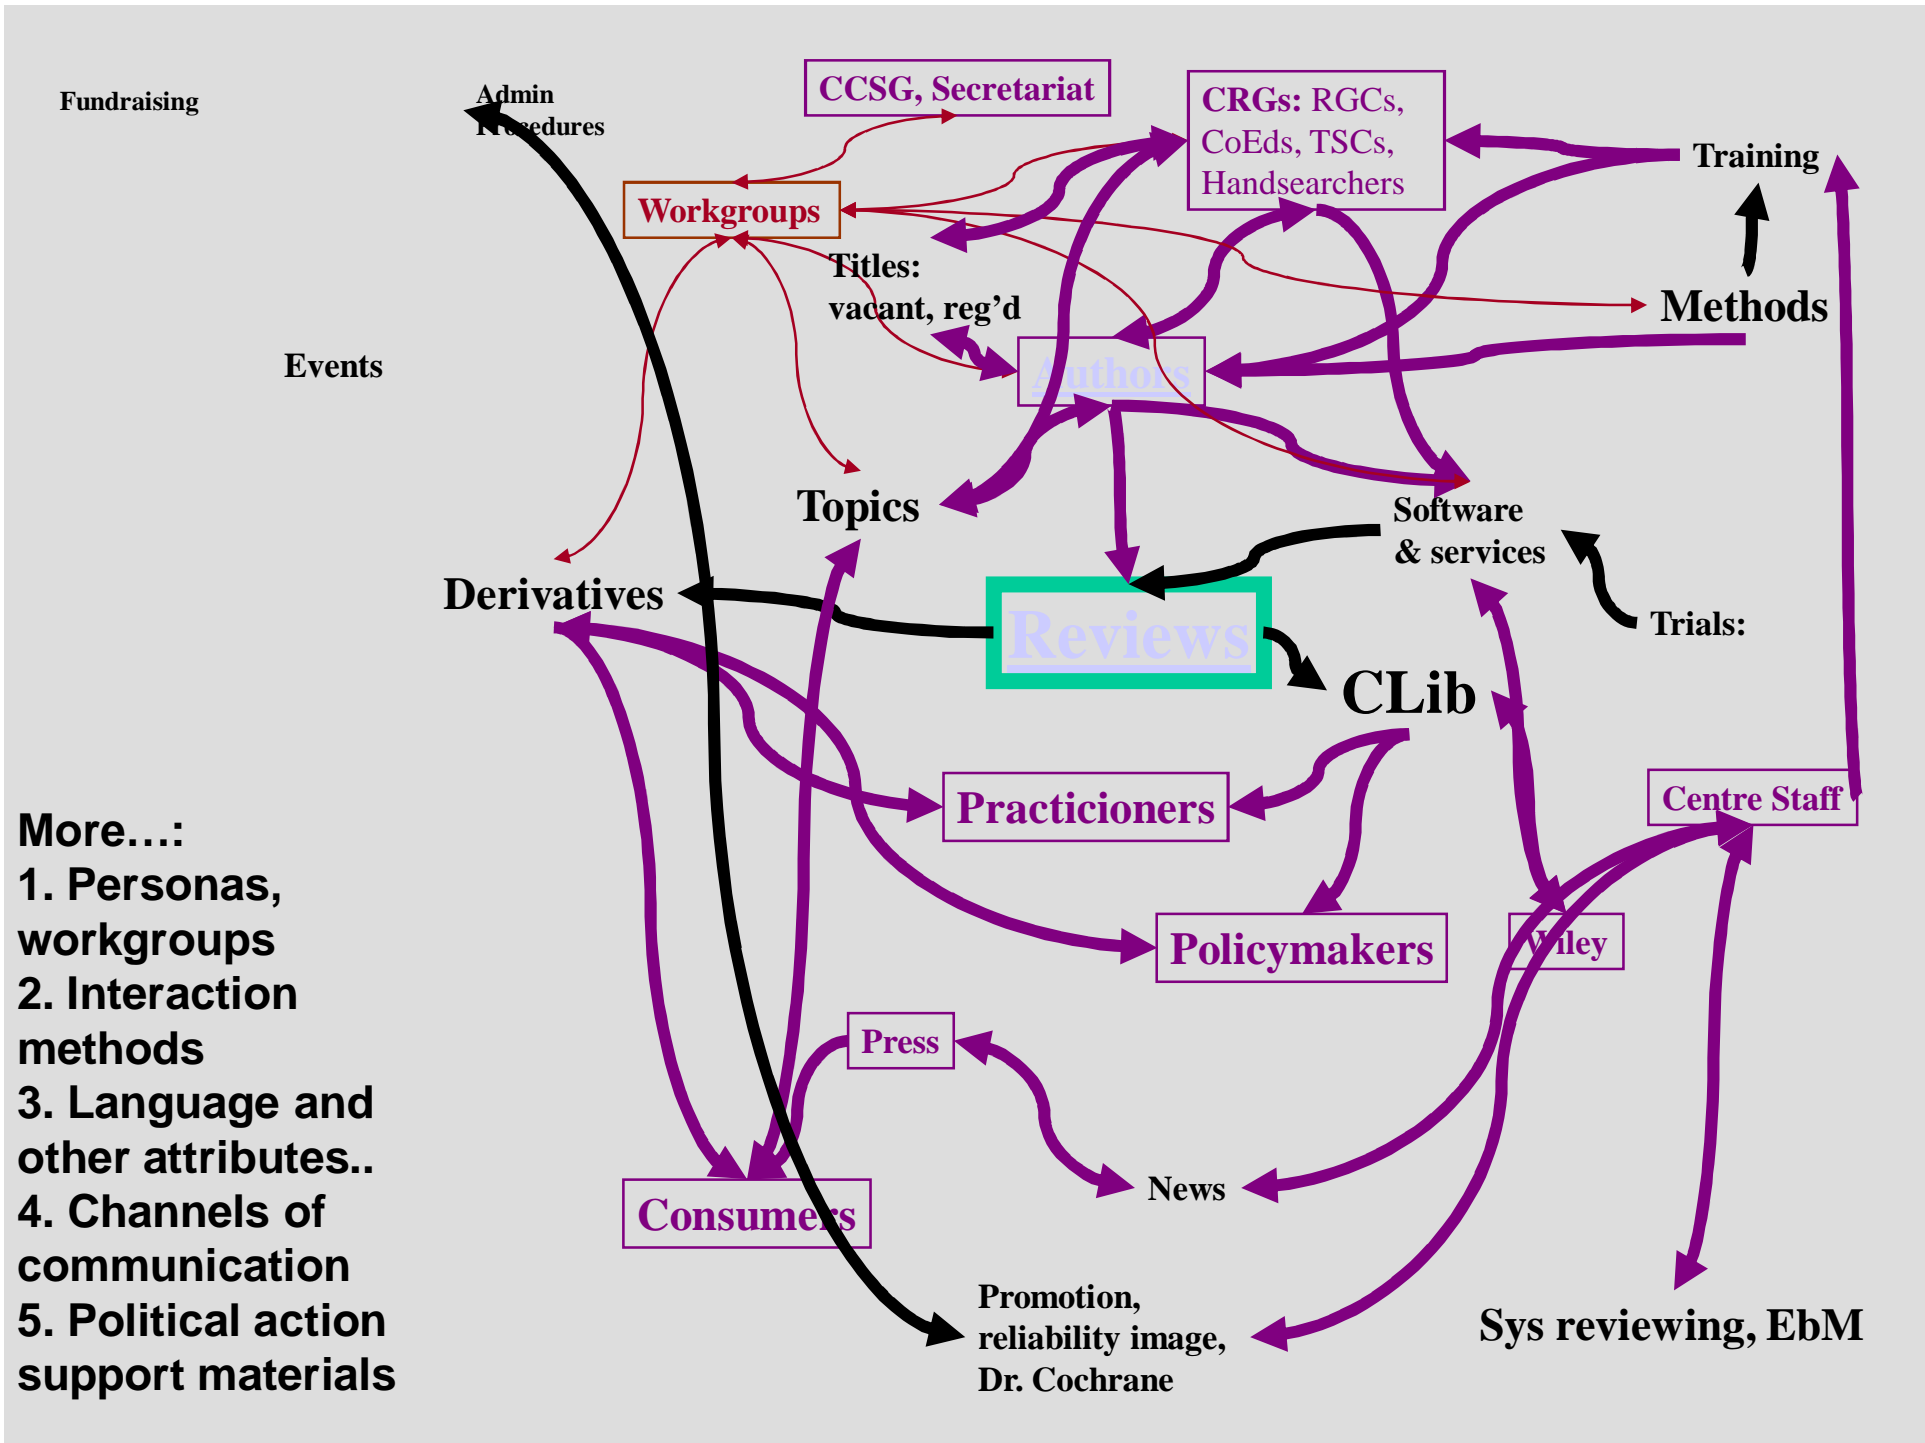 Fundraising
Admin
Procedures
CCSG, Secretariat
CRGs: RGCs,
CoEds, TSCs,
Handsearchers
Training
Workgroups
Titles:
vacant, reg’d
Methods
Events
Authors
Topics
Software
& services
Derivatives
Reviews
Trials:
CLib
Practicioners
Centre Staff
More…:
1. Personas,
workgroups
2. Interaction
methods
3. Language and
other attributes..
4. Channels of
communication
5. Political action
support materials
Policymakers
Wiley
Press
News
Consumers
Promotion,
reliability image,
Dr. Cochrane
Sys reviewing, EbM